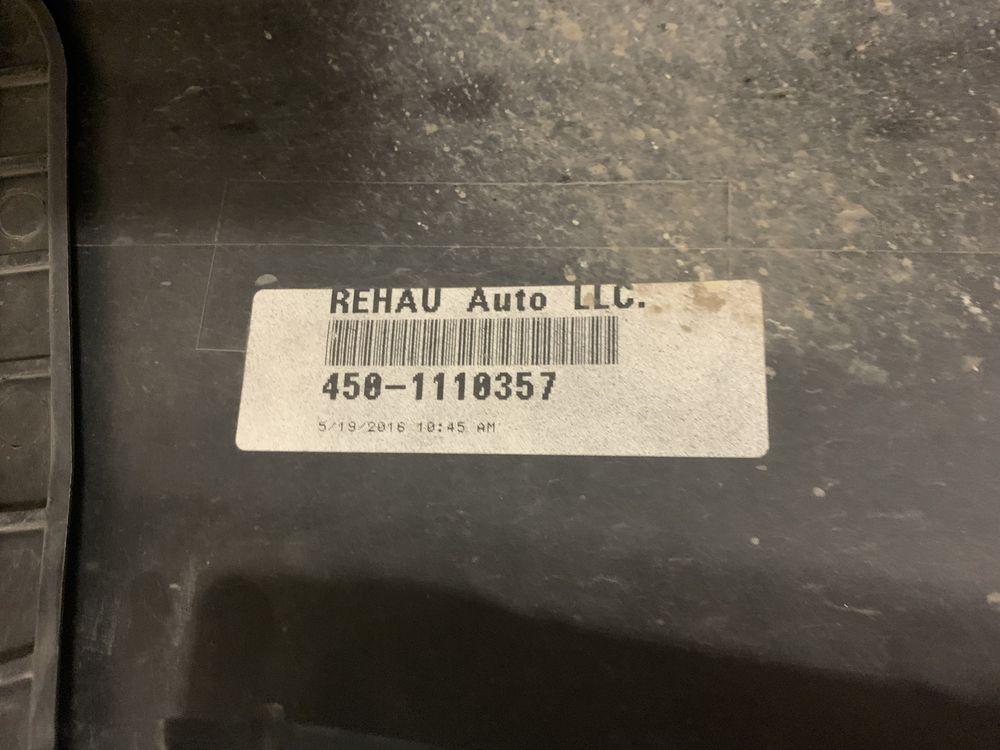 REHAU Auto LLC.
450-1110357
5/19/2016 10:45 AM